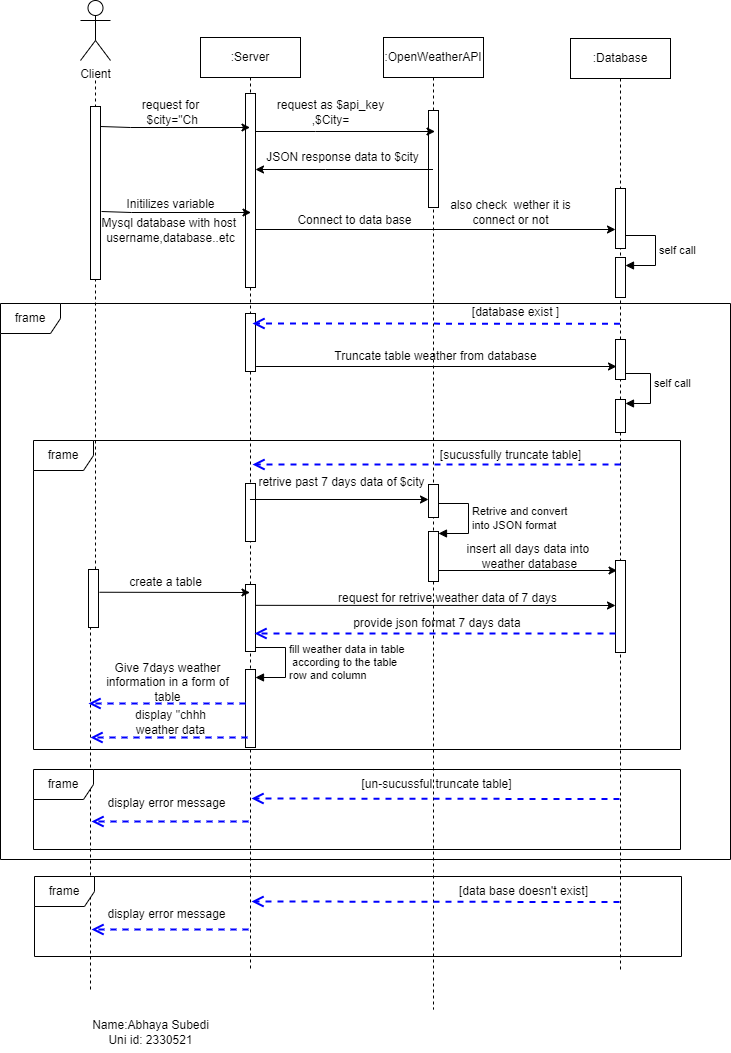 Client
:Server
:OpenWeatherAPI
:Database
request for
$city="Ch
request as $api_key
,$City=
JSON response data to $city
Initilizes variable
Mysql database with host
username,database..etc
Connect to data base
also check  wether it is
connect or not
self call
frame
[database exist ]
Truncate table weather from database
self call
frame
[sucussfully truncate table]
retrive past 7 days data of $city
Retrive and convert
into JSON format
insert all days data into
weather database
create a table
request for retrive weather data of 7 days
provide json format 7 days data
fill weather data in table
according to the table
row and column
Give 7days weather
information in a form of
table
display "chhh
weather data
frame
[un-sucussful truncate table]
display error message
frame
[data base doesn't exist]
display error message
Name:Abhaya Subedi
Uni id: 2330521